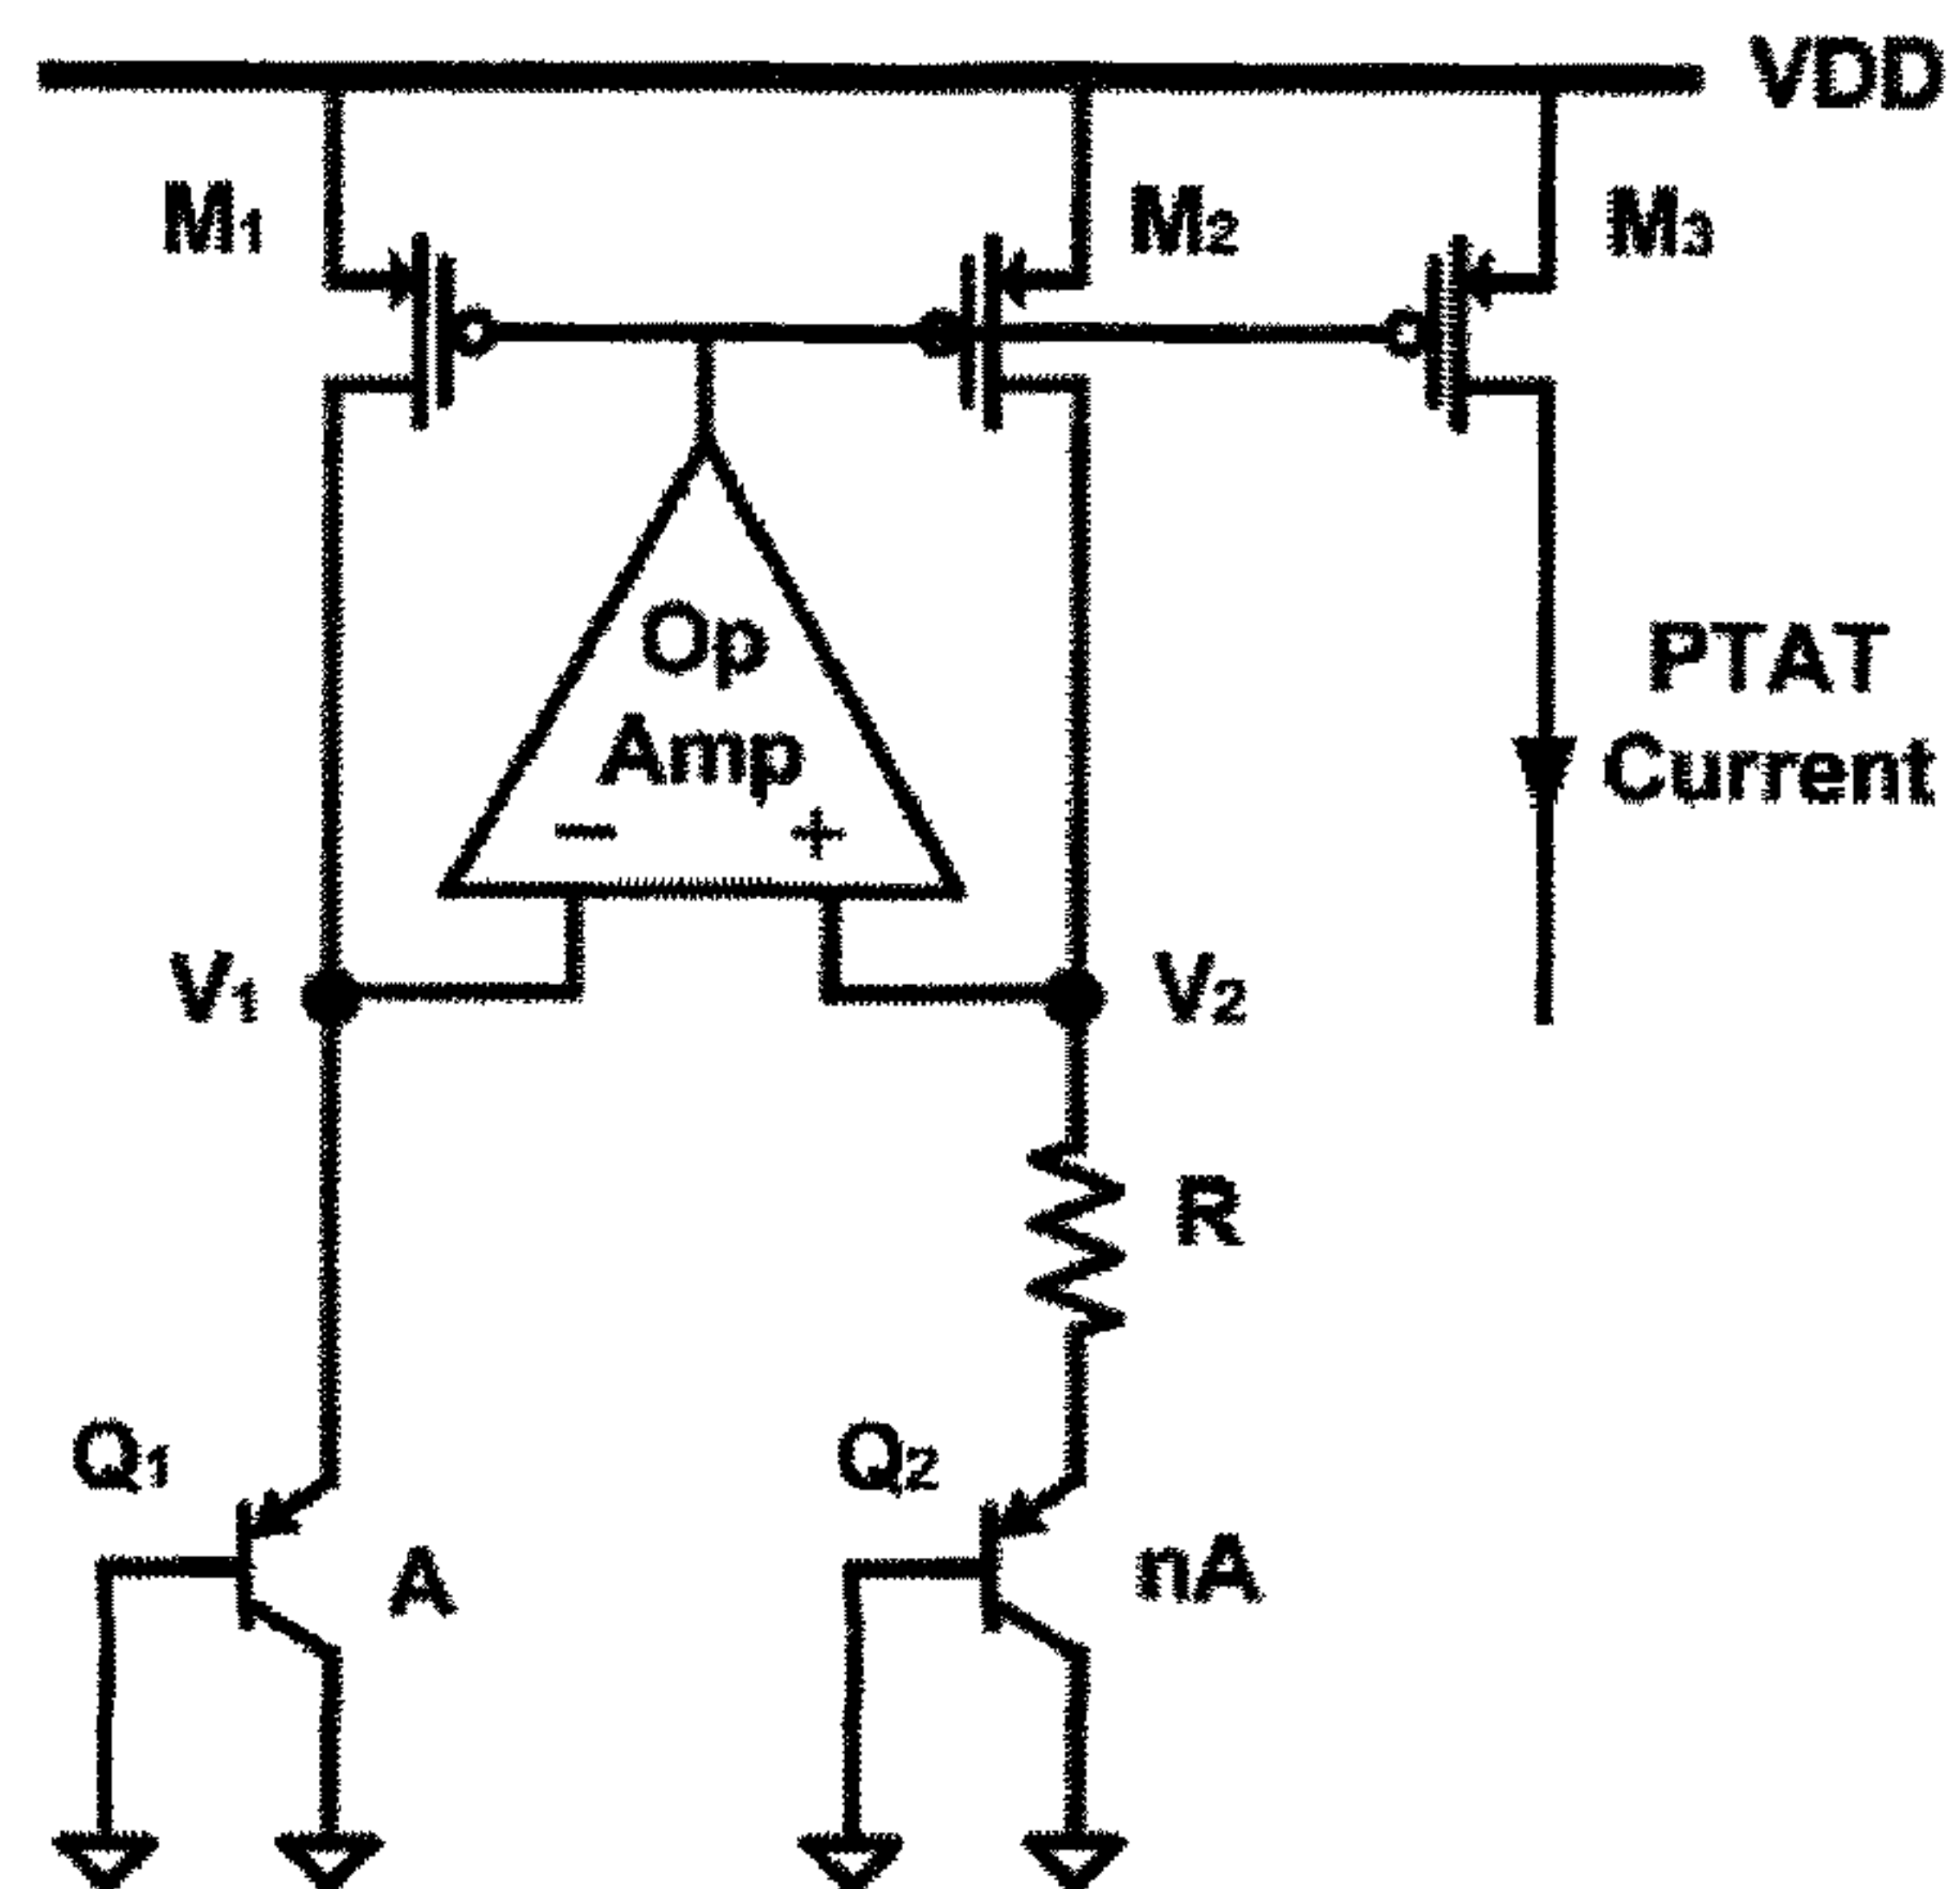 VDD
M1
M2
M3
Op
Amp
- +
PTAT
Current
V1
V2
R
Q1
Q2
A
nA